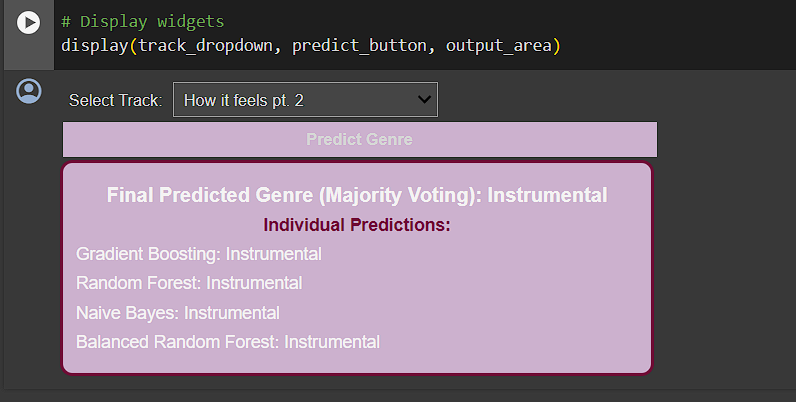 # Display widgets
display(track_dropdown, predict_button, output_area)
Select Track: How it feels pt. 2
Predict Genre
Final Predicted Genre (Majority Voting): Instrumental
Individual Predictions:
Gradient Boosting: Instrumental
Random Forest: Instrumental
Naive Bayes: Instrumental
Balanced Random Forest: Instrumental